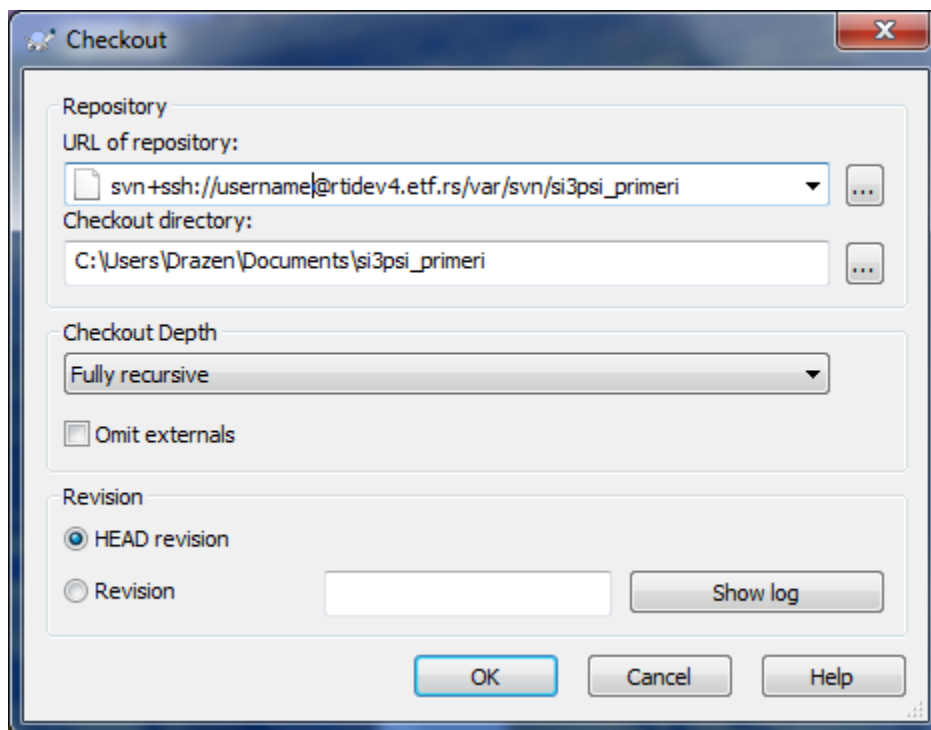 Checkout
Repository
URL of repository:
svn+ssh://username@rtidev4.etf.rs/var/svn/si3psi_primeri
...
Checkout directory:
C:\Users\Drazen\Documents\si3psi_primeri
...
Checkout Depth
Fully recursive
Omit externals
Revision
HEAD revision
Revision
Show log
OK Cancel Help